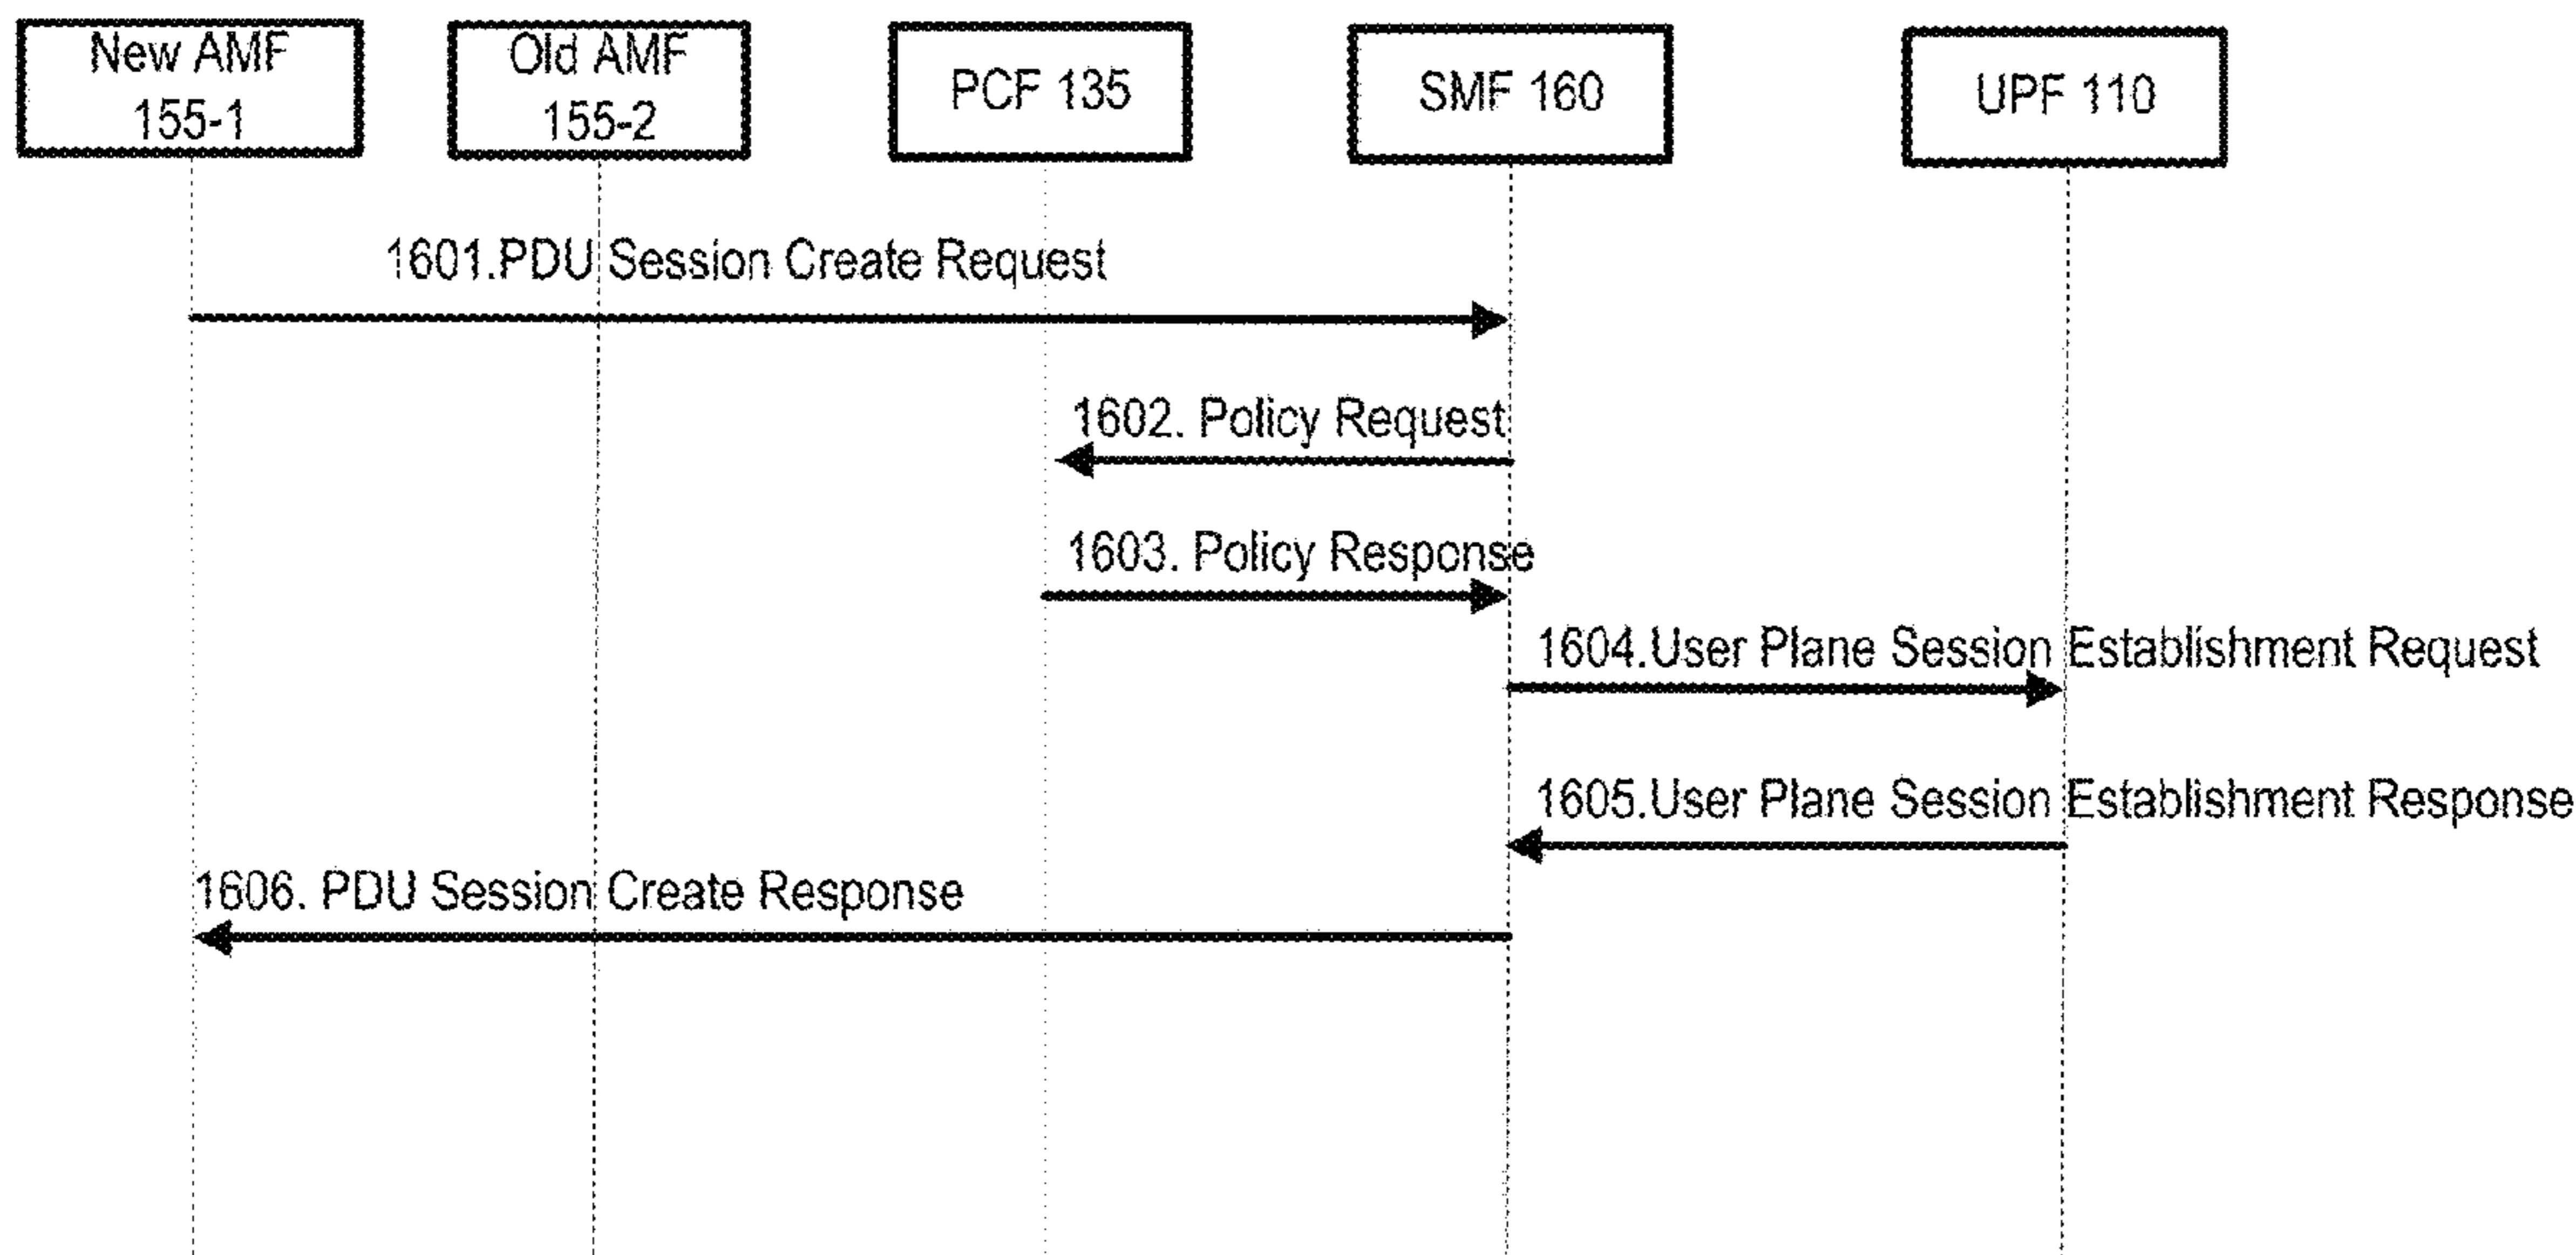 New AMF
155-1
Old AMF
155-2
PCF 135
SMF 160
UPF 110
1601.PDU Session Create Request
1602. Policy Request
1603. Policy Response
1604.User Plane Session Establishment Request
1605.User Plane Session Establishment Response
1606. PDU Session Create Response